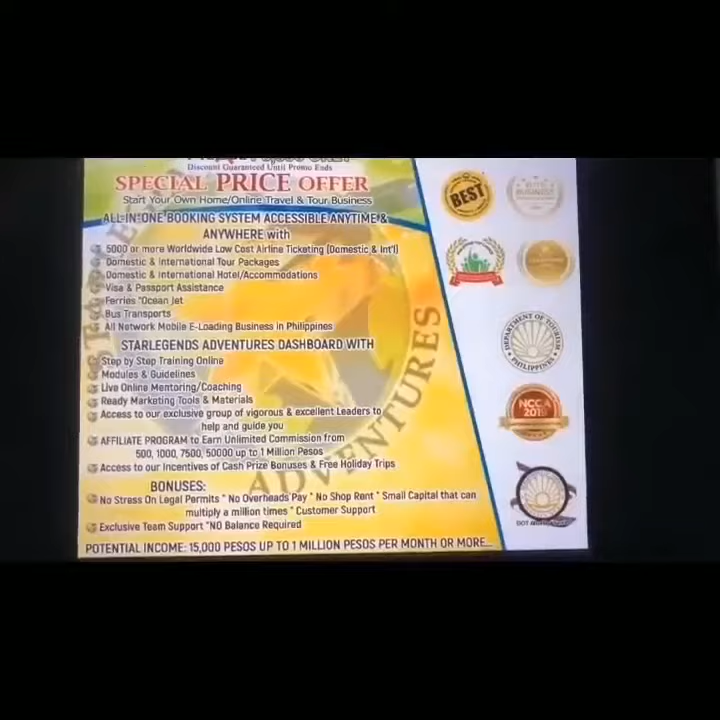 Discount Guaranteed Until Promo Ends
SPECIAL PRICE OFFER
Start Your Own Home/Online Travel & Tour Business
ALL-IN-ONE BOOKING SYSTEM ACCESSIBLE ANYTIME &
ANYWHERE with
5000 or more Worldwide Low Cost Airline Ticketing (Domestic & Int'l)
Domestic & International Tour Packages
Domestic & International Hotel/Accommodations
Visa & Passport Assistance
Ferries "Ocean Jet
Bus Transports
All Network Mobile E-Loading Business in Philippines
STARLEGENDS ADVENTURES DASHBOARD WITH
Step by Step Training Online
Modules & Guidelines
Live Online Mentoring/Coaching
Ready Marketing Tools & Materials
Access to our exclusive group of vigorous & excellent Leaders to
help and guide you
AFFILIATE PROGRAM to Earn Unlimited Commission from
500, 1000, 7500, 50000 up to 1 Million Pesos
Access to our Incentives of Cash Prize Bonuses & Free Holiday Trips
BONUSES:
No Stress On Legal Permits * No Overheads Pay * No Shop Rent * Small Capital that can
multiply a million times * Customer Support
Exclusive Team Support *NO Balance Required
POTENTIAL INCOME: 15,000 PESOS UP TO 1 MILLION PESOS PER MONTH OR MORE...
ADVENTURES
BEST
BUSINESS
DEPARTMENT OF TOURISM
PHILIPPINES
NCCA
2019